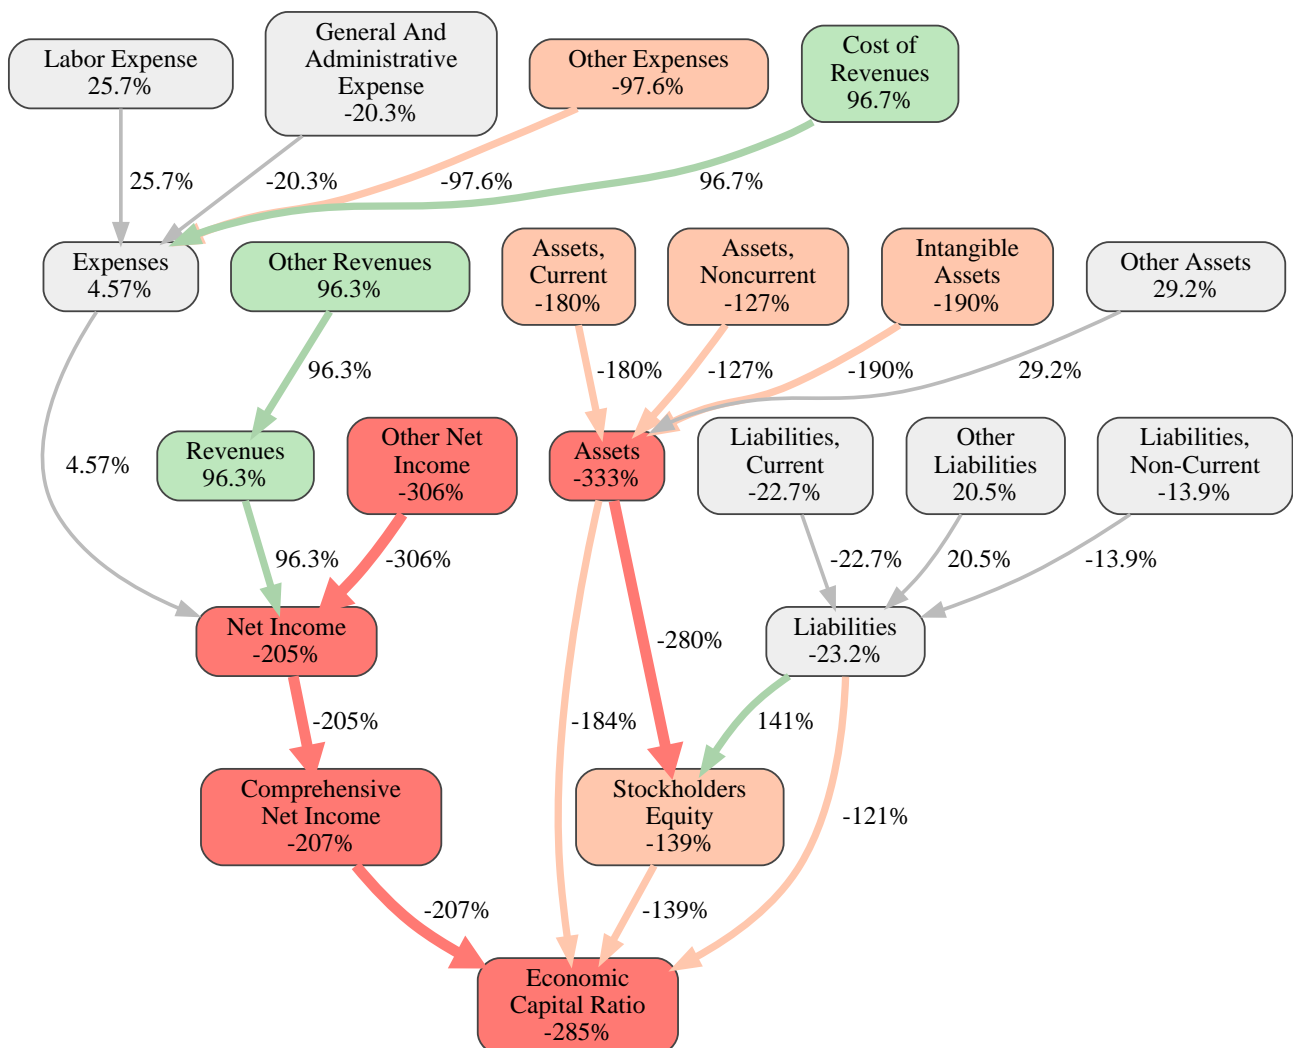 Labor Expense
25.7%
General And
Administrative
Expense
-20.3%
Other Expenses
-97.6%
Cost of
Revenues
96.7%
25.7%
-20.3%
-97.6%
96.7%
Expenses
4.57%
Other Revenues
96.3%
Assets,
Current
-180%
Assets,
Noncurrent
-127%
Intangible
Assets
-190%
Other Assets
29.2%
96.3%
-180%
-127%
-190%
29.2%
4.57%
Revenues
96.3%
Other Net
Income
-306%
Assets
-333%
Liabilities,
Current
-22.7%
Other
Liabilities
20.5%
Liabilities,
Non-Current
-13.9%
96.3%
-306%
-280%
-22.7%
20.5%
-13.9%
Net Income
-205%
Liabilities
-23.2%
-205%
-184%
141%
Comprehensive
Net Income
-207%
Stockholders
Equity
-139%
-121%
-207%
-139%
Economic
Capital Ratio
-285%